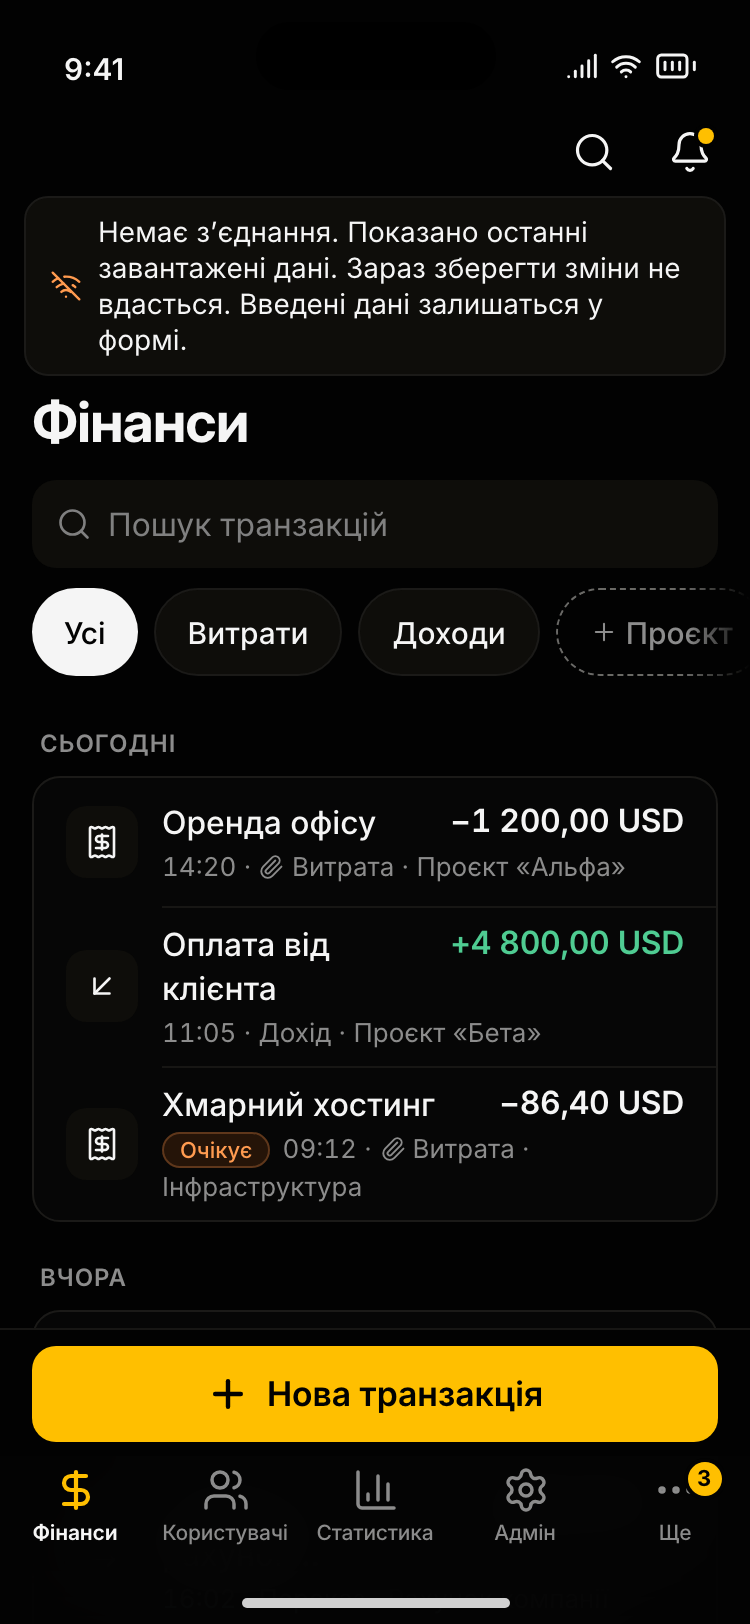 9:41
Немає з’єднання. Показано останні
завантажені дані. Зараз зберегти зміни не
вдасться. Введені дані залишаться у
формі.
Фінанси
Пошук транзакцій
Усі
Витрати
Доходи
+ Проєкт
СЬОГОДНІ
Оренда офісу
−1 200,00 USD
14:20 · Витрата · Проєкт «Альфа»
Оплата від
клієнта
+4 800,00 USD
11:05 · Дохід · Проєкт «Бета»
Хмарний хостинг
−86,40 USD
Очікує 09:12 · Витрата ·
Інфраструктура
ВЧОРА
+ Нова транзакція
3
Фінанси
Користувачі
Статистика
Адмін
Ще